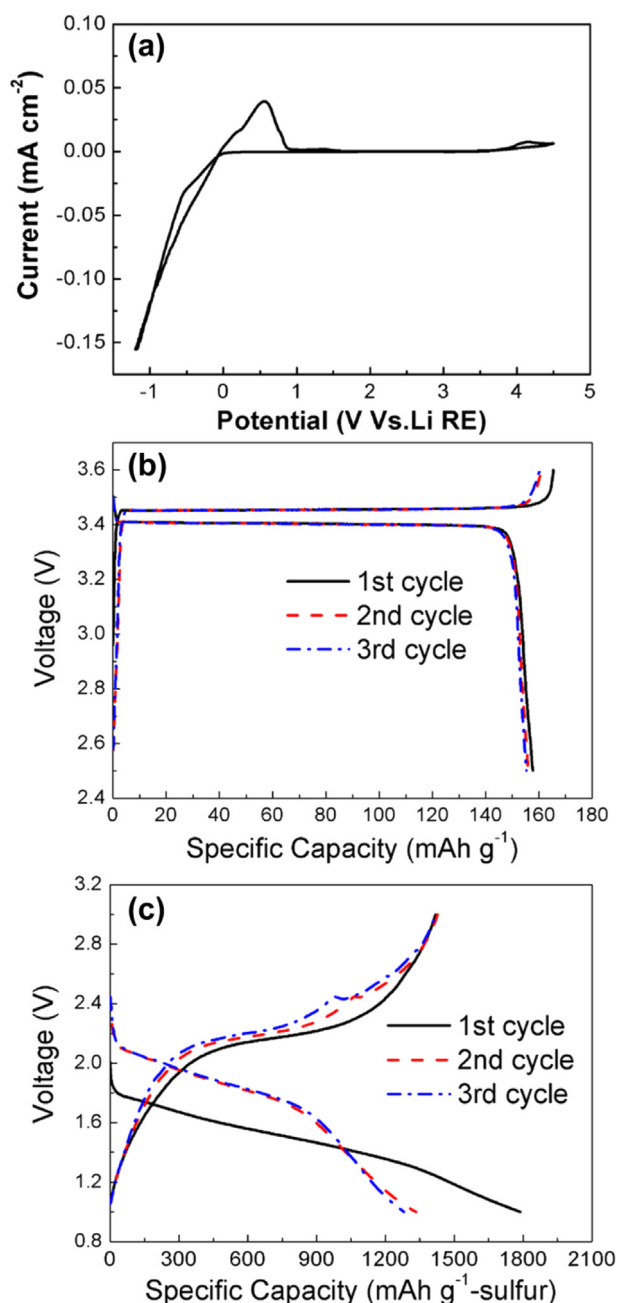 (a)
0.10
0.05
0.00
-0.05
-0.10
-0.15
Current (mA cm⁻²)
-1 0 1 2 3 4 5
Potential (V Vs.Li RE)
(b)
3.6
3.4
3.2
3.0
2.8
2.6
2.4
Voltage (V)
1st cycle
2nd cycle
3rd cycle
0 20 40 60 80 100 120 140 160 180
Specific Capacity (mAh g⁻¹)
(c)
3.2
2.8
2.4
2.0
1.6
1.2
0.8
Voltage (V)
1st cycle
2nd cycle
3rd cycle
0 300 600 900 1200 1500 1800 2100
Specific Capacity (mAh g⁻¹-sulfur)